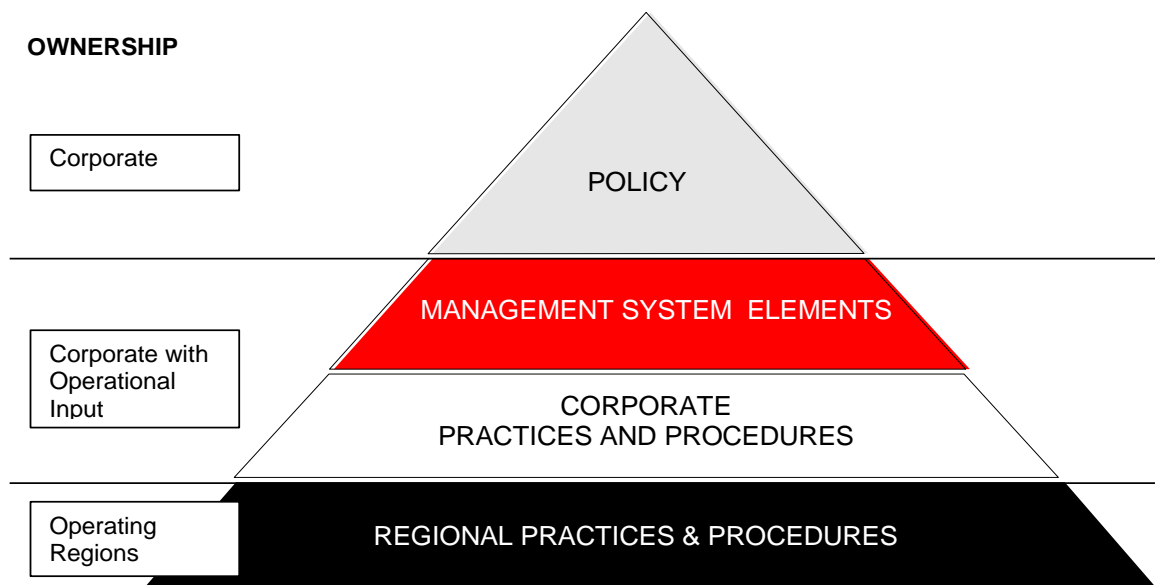 OWNERSHIP
Corporate
POLICY
Corporate with
Operational
Input
MANAGEMENT SYSTEM  ELEMENTS
CORPORATE
PRACTICES AND PROCEDURES
Operating
Regions
REGIONAL PRACTICES & PROCEDURES